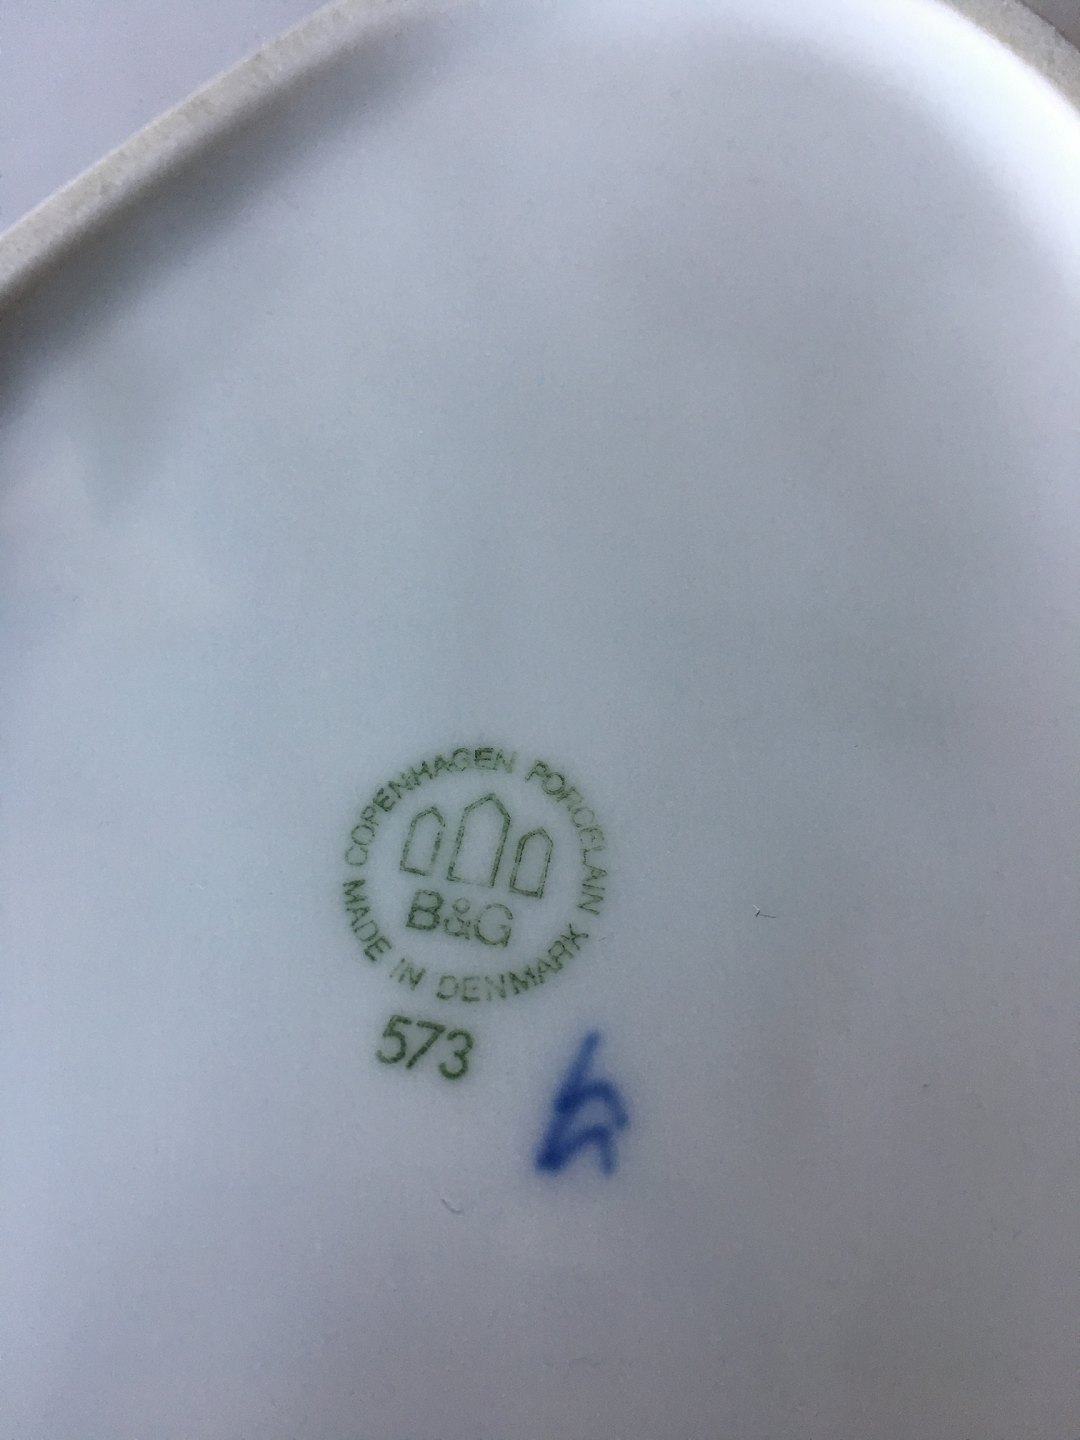 COPENHAGEN PORCELAIN
B&G
MADE IN DENMARK
573